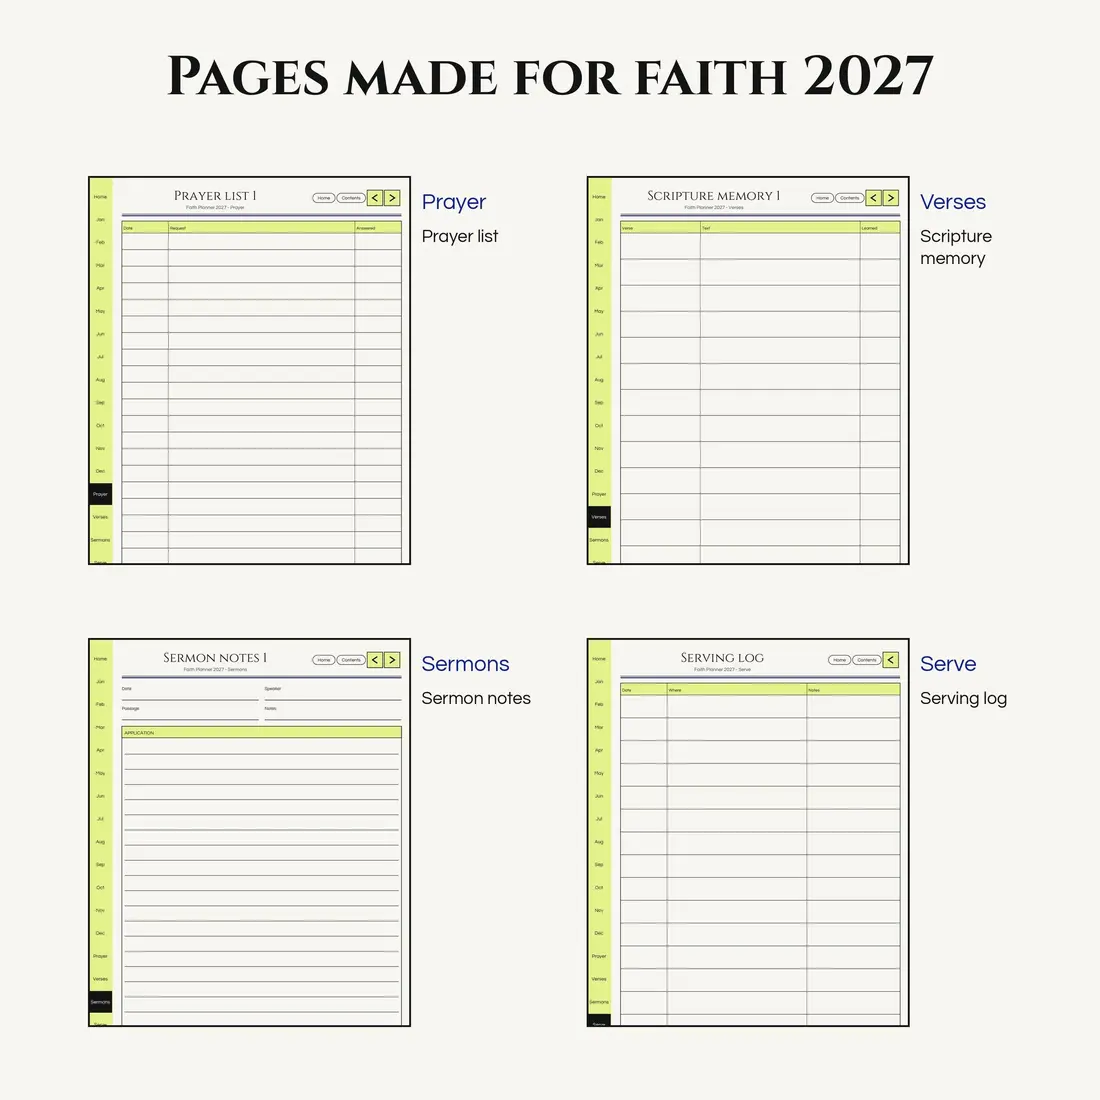 Pages made for faith 2027
Prayer list 1
Faith Planner 2027 - Prayer
Home
Contents
<
>
Date
Request
Answered
Home
Jan
Feb
Mar
Apr
May
Jun
Jul
Aug
Sep
Oct
Nov
Dec
Prayer
Verses
Sermons
Serve
Prayer
Prayer list
Scripture memory 1
Faith Planner 2027 - Verses
Home
Contents
<
>
Verse
Text
Learned
Home
Jan
Feb
Mar
Apr
May
Jun
Jul
Aug
Sep
Oct
Nov
Dec
Prayer
Verses
Sermons
Serve
Verses
Scripture
memory
Sermon notes 1
Faith Planner 2027 - Sermons
Home
Contents
<
>
Date
Speaker
Passage
Notes
APPLICATION
Home
Jan
Feb
Mar
Apr
May
Jun
Jul
Aug
Sep
Oct
Nov
Dec
Prayer
Verses
Sermons
Serve
Sermons
Sermon notes
Serving log
Faith Planner 2027 - Serve
Home
Contents
<
Date
Where
Notes
Home
Jan
Feb
Mar
Apr
May
Jun
Jul
Aug
Sep
Oct
Nov
Dec
Prayer
Verses
Sermons
Serve
Serve
Serving log